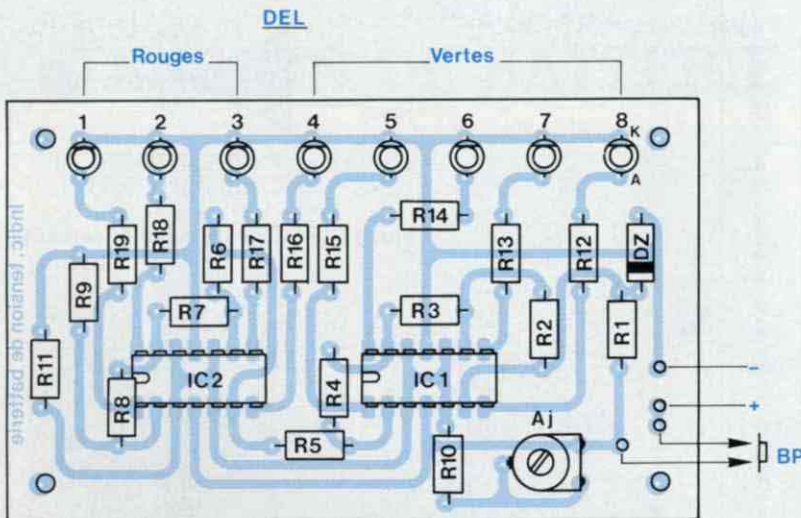 DEL
Rouges Vertes
1 2 3 4 5 6 7 8
K
A
R19 R18 R6 R17 R16 R15 R14 R13 R12 DZ
R9 R7 R3 R2 R1
R11 R8 IC2 R4 IC1
R5 R10 Aj
Indic. tension de batterie
-
+
BP